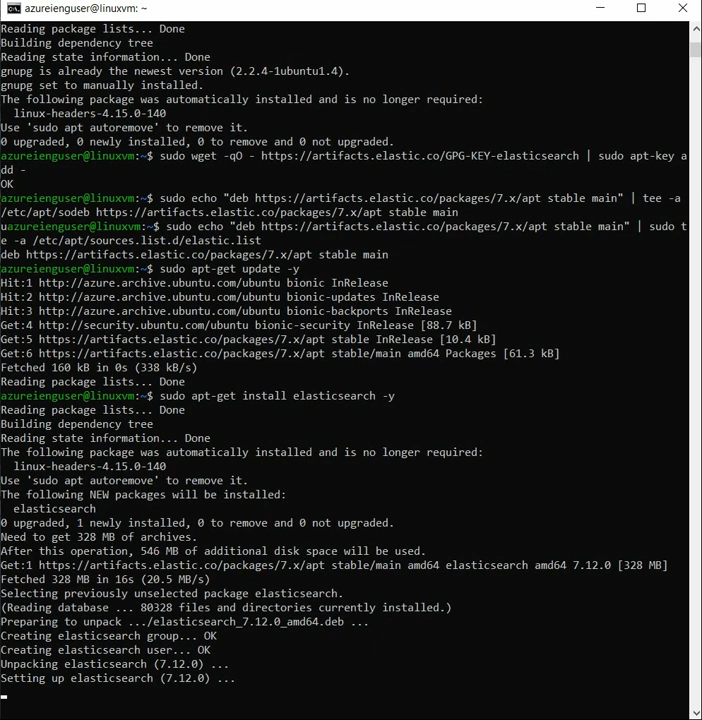 azureienguser@linuxvm: ~
Reading package lists... Done
Building dependency tree
Reading state information... Done
gnupg is already the newest version (2.2.4-1ubuntu1.4).
gnupg set to manually installed.
The following package was automatically installed and is no longer required:
  linux-headers-4.15.0-140
Use 'sudo apt autoremove' to remove it.
0 upgraded, 0 newly installed, 0 to remove and 0 not upgraded.
azureienguser@linuxvm:~$ sudo wget -qO - https://artifacts.elastic.co/GPG-KEY-elasticsearch | sudo apt-key a
dd -
OK
azureienguser@linuxvm:~$ sudo echo "deb https://artifacts.elastic.co/packages/7.x/apt stable main" | tee -a
/etc/apt/sodeb https://artifacts.elastic.co/packages/7.x/apt stable main
uazureienguser@linuxvm:~$ sudo echo "deb https://artifacts.elastic.co/packages/7.x/apt stable main" | sudo t
e -a /etc/apt/sources.list.d/elastic.list
deb https://artifacts.elastic.co/packages/7.x/apt stable main
azureienguser@linuxvm:~$ sudo apt-get update -y
Hit:1 http://azure.archive.ubuntu.com/ubuntu bionic InRelease
Hit:2 http://azure.archive.ubuntu.com/ubuntu bionic-updates InRelease
Hit:3 http://azure.archive.ubuntu.com/ubuntu bionic-backports InRelease
Get:4 http://security.ubuntu.com/ubuntu bionic-security InRelease [88.7 kB]
Get:5 https://artifacts.elastic.co/packages/7.x/apt stable InRelease [10.4 kB]
Get:6 https://artifacts.elastic.co/packages/7.x/apt stable/main amd64 Packages [61.3 kB]
Fetched 160 kB in 0s (338 kB/s)
Reading package lists... Done
azureienguser@linuxvm:~$ sudo apt-get install elasticsearch -y
Reading package lists... Done
Building dependency tree
Reading state information... Done
The following package was automatically installed and is no longer required:
  linux-headers-4.15.0-140
Use 'sudo apt autoremove' to remove it.
The following NEW packages will be installed:
  elasticsearch
0 upgraded, 1 newly installed, 0 to remove and 0 not upgraded.
Need to get 328 MB of archives.
After this operation, 546 MB of additional disk space will be used.
Get:1 https://artifacts.elastic.co/packages/7.x/apt stable/main amd64 elasticsearch amd64 7.12.0 [328 MB]
Fetched 328 MB in 16s (20.5 MB/s)
Selecting previously unselected package elasticsearch.
(Reading database ... 80328 files and directories currently installed.)
Preparing to unpack .../elasticsearch_7.12.0_amd64.deb ...
Creating elasticsearch group... OK
Creating elasticsearch user... OK
Unpacking elasticsearch (7.12.0) ...
Setting up elasticsearch (7.12.0) ...